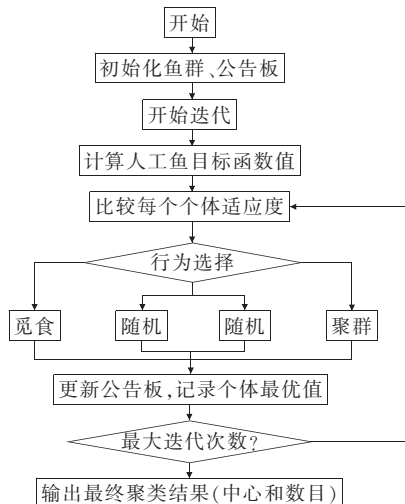 开始
初始化鱼群、公告板
开始迭代
计算人工鱼目标函数值
比较每个个体适应度
行为选择
觅食
随机
随机
聚群
更新公告板,记录个体最优值
最大迭代次数?
输出最终聚类结果(中心和数目)